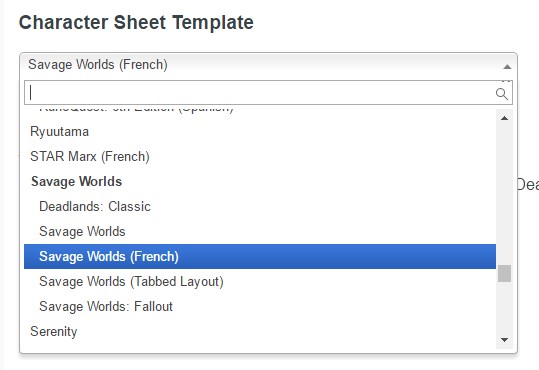 Character Sheet Template
Savage Worlds (French)
Ryuutama
STAR Marx (French)
Savage Worlds
Deadlands: Classic
Savage Worlds
Savage Worlds (French)
Savage Worlds (Tabbed Layout)
Savage Worlds: Fallout
Serenity